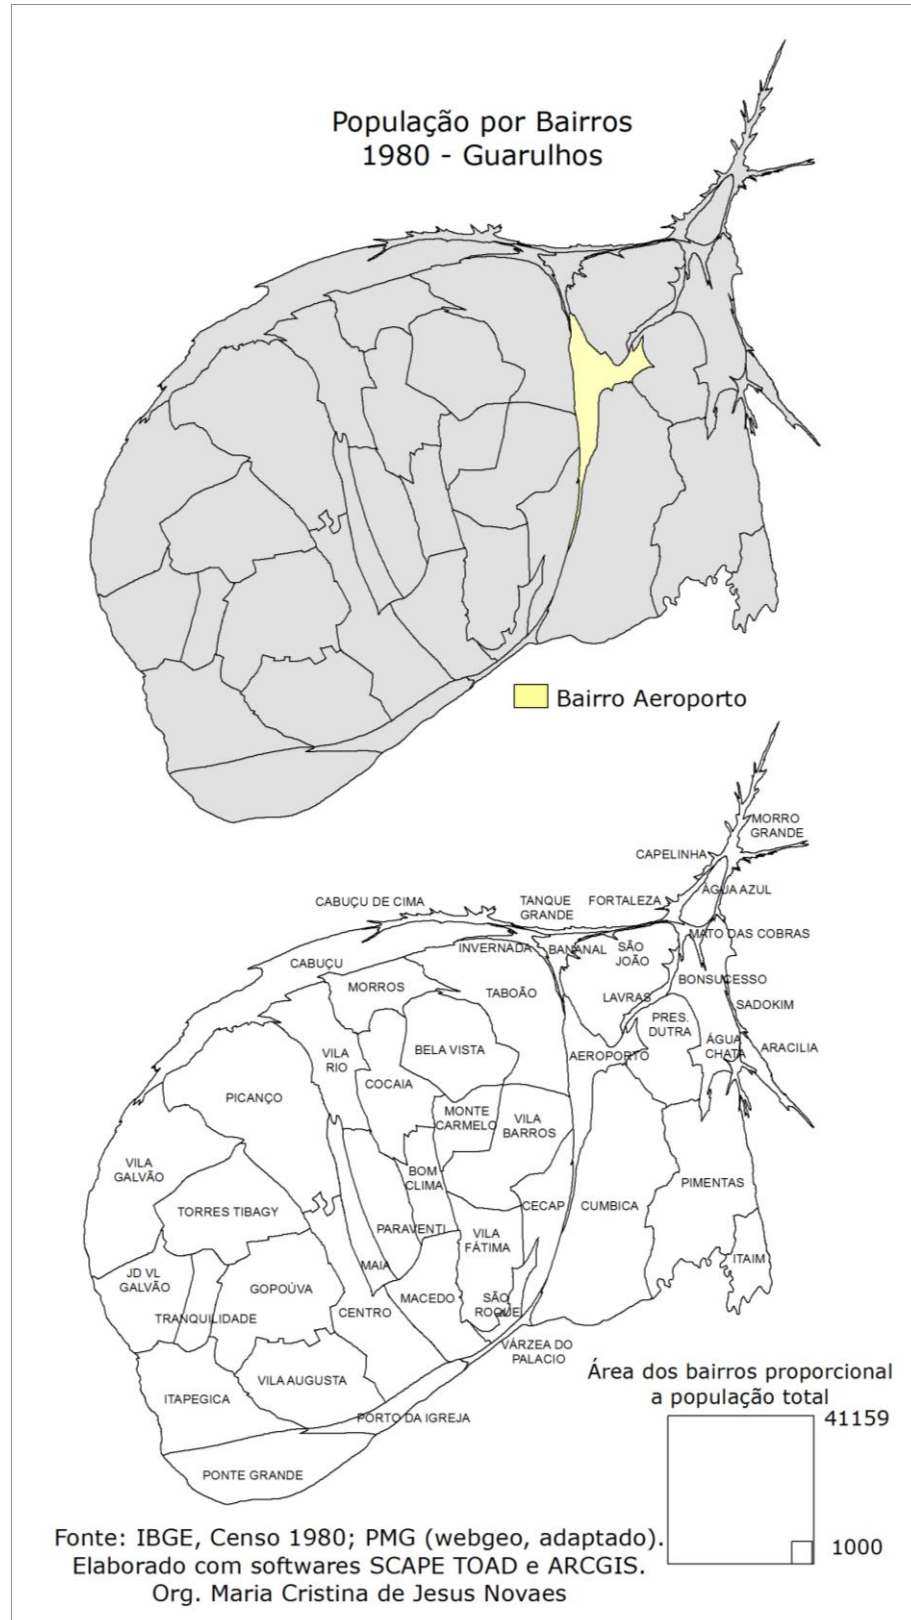 População por Bairros
1980 - Guarulhos
Bairro Aeroporto
MORRO
GRANDE
CAPELINHA
ÁGUA AZUL
CABUÇU DE CIMA
TANQUE
GRANDE
FORTALEZA
MATO DAS COBRAS
INVERNADA
BANANAL
SÃO
JOÃO
CABUÇU
BONSUCESSO
MORROS
TABOÃO
LAVRAS
SADOKIM
PRES.
DUTRA
VILA
RIO
BELA VISTA
AEROPORTO
ÁGUA
CHATA
ARACILIA
COCAIA
PICANÇO
MONTE
CARMELO
VILA
BARROS
VILA
GALVÃO
BOM
CLIMA
PIMENTAS
TORRES TIBAGY
CECAP
CUMBICA
PARAVENTI
VILA
FÁTIMA
ITAIM
JD VL
GALVÃO
MAIA
GOPOÚVA
MACEDO
SÃO
ROQUE
TRANQUILIDADE
CENTRO
VÁRZEA DO
PALACIO
VILA AUGUSTA
ITAPEGICA
PORTO DA IGREJA
PONTE GRANDE
Área dos bairros proporcional
a população total
41159
1000
Fonte: IBGE, Censo 1980; PMG (webgeo, adaptado).
Elaborado com softwares SCAPE TOAD e ARCGIS.
Org. Maria Cristina de Jesus Novaes